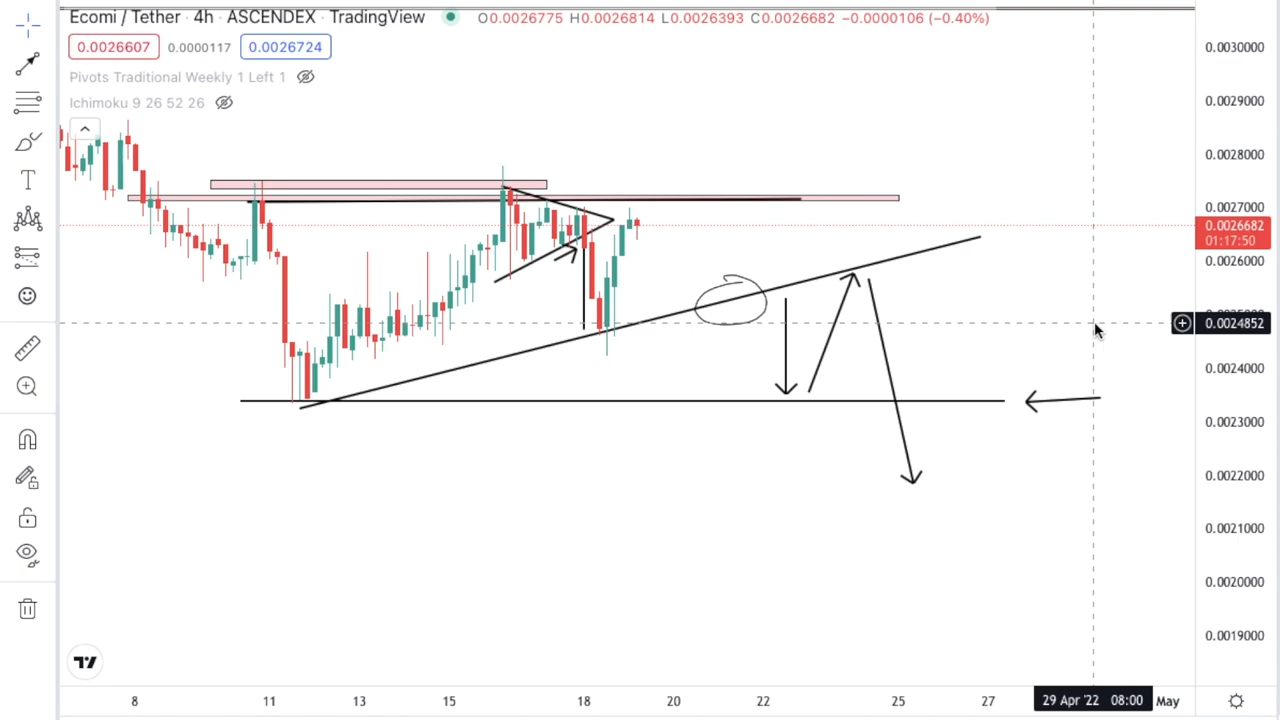 Ecomi / Tether · 4h · ASCENDEX · TradingView O0.0026775 H0.0026814 L0.0026393 C0.0026682 −0.0000106 (−0.40%)
0.0026607 0.0000117 0.0026724
Pivots Traditional Weekly 1 Left 1
Ichimoku 9 26 52 26
T
0.0030000
0.0029000
0.0028000
0.0027000
0.0026682
01:17:50
0.0026000
0.0024852
0.0024000
0.0023000
0.0022000
0.0021000
0.0020000
0.0019000
8 11 13 15 18 20 22 25 27 29 Apr '22 08:00 May